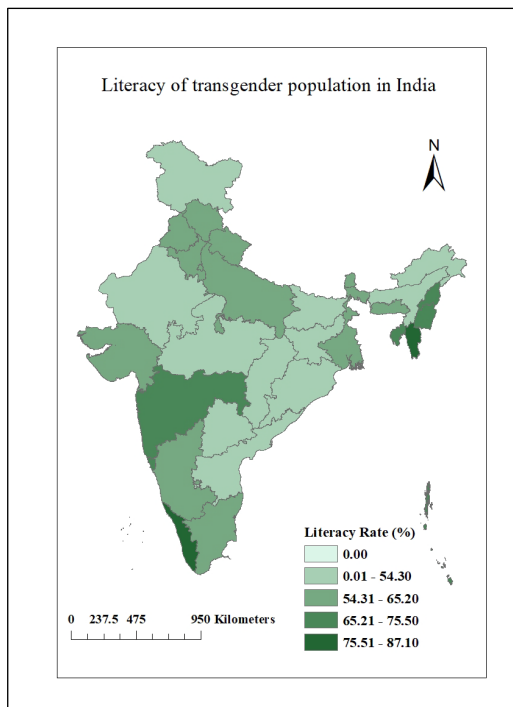 Literacy of transgender population in India
N
Literacy Rate (%)
0.00
0.01 - 54.30
54.31 - 65.20
65.21 - 75.50
75.51 - 87.10
0 237.5 475 950 Kilometers